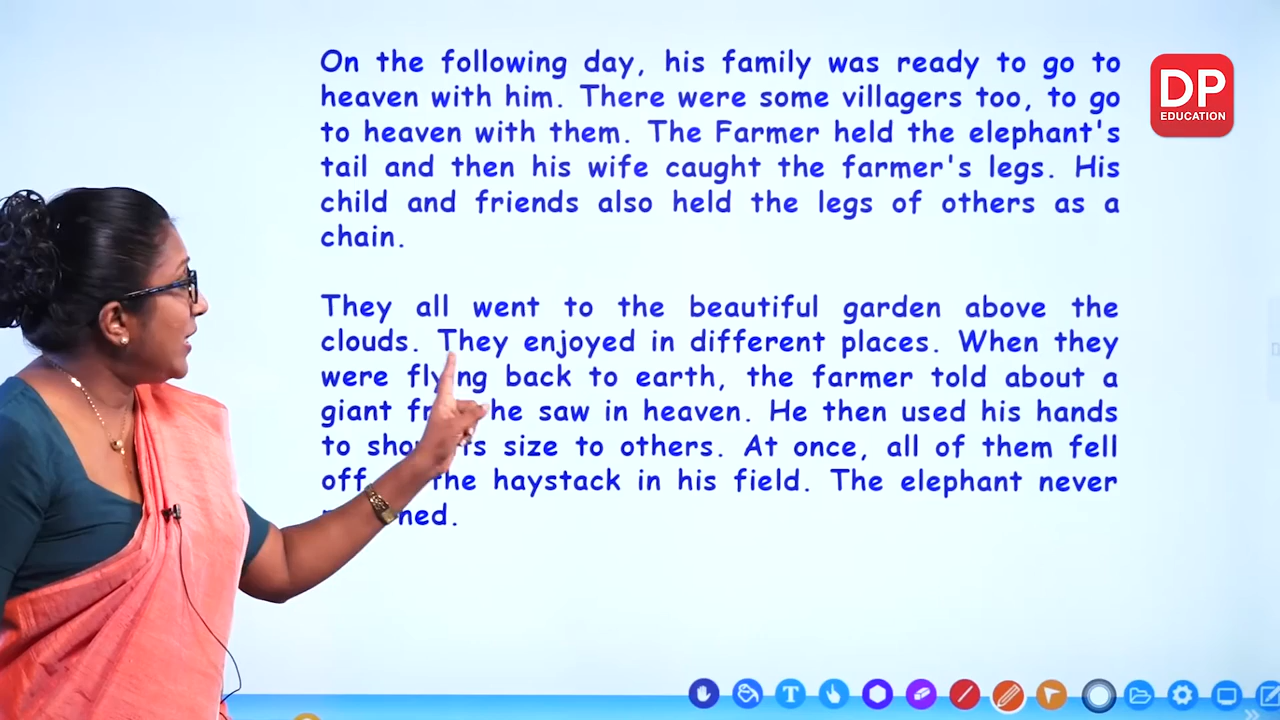 On the following day, his family was ready to go to
heaven with him. There were some villagers too, to go
to heaven with them. The Farmer held the elephant's
tail and then his wife caught the farmer's legs. His
child and friends also held the legs of others as a
chain.
They all went to the beautiful garden above the
clouds. They enjoyed in different places. When they
were flying back to earth, the farmer told about a
giant he saw in heaven. He then used his hands
to size to others. At once, all of them fell
off the haystack in his field. The elephant never
DP
EDUCATION